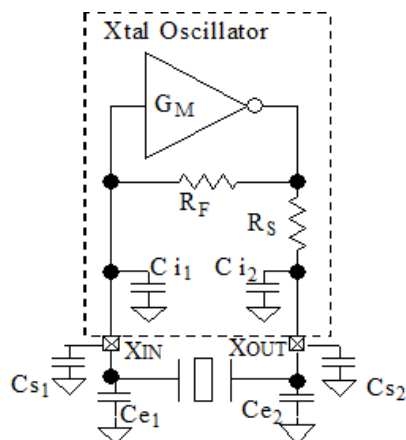 Xtal Oscillator
GM
RF
RS
Ci1
Ci2
XIN
XOUT
Cs1
Cs2
Ce1
Ce2